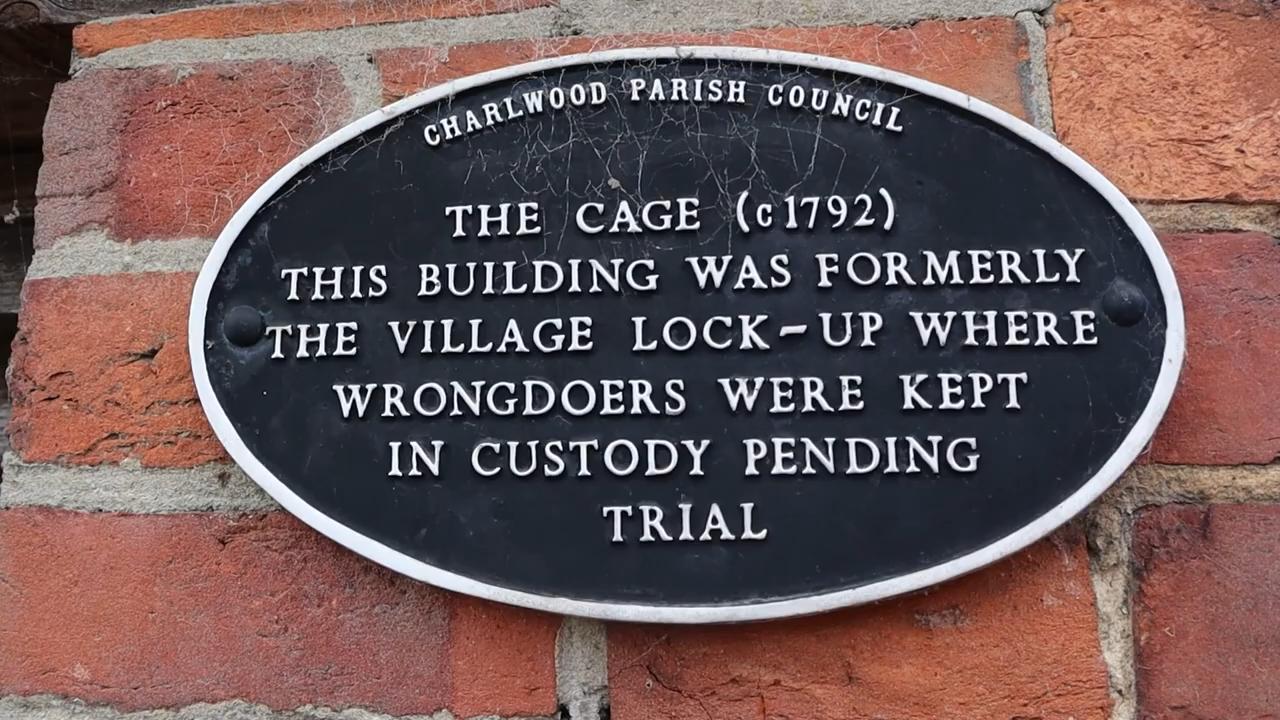 CHARLWOOD PARISH COUNCIL
THE CAGE (c1792)
THIS BUILDING WAS FORMERLY
THE VILLAGE LOCK-UP WHERE
WRONGDOERS WERE KEPT
IN CUSTODY PENDING
TRIAL